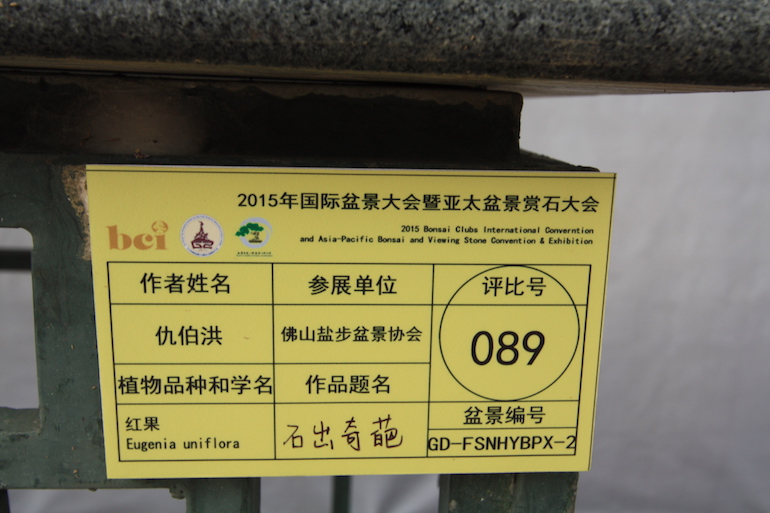 2015年国际盆景大会暨亚太盆景赏石大会
bci
2015 Bonsai Clubs International Converntion
and Asia-Pacific Bonsai and Viewing Stone Convention & Exhibition
作者姓名 参展单位 评比号
仇伯洪 佛山盐步盆景协会 089
植物品种和学名 作品题名
红果 石出奇葩 盆景编号
Eugenia uniflora GD-FSNHYBPX-2